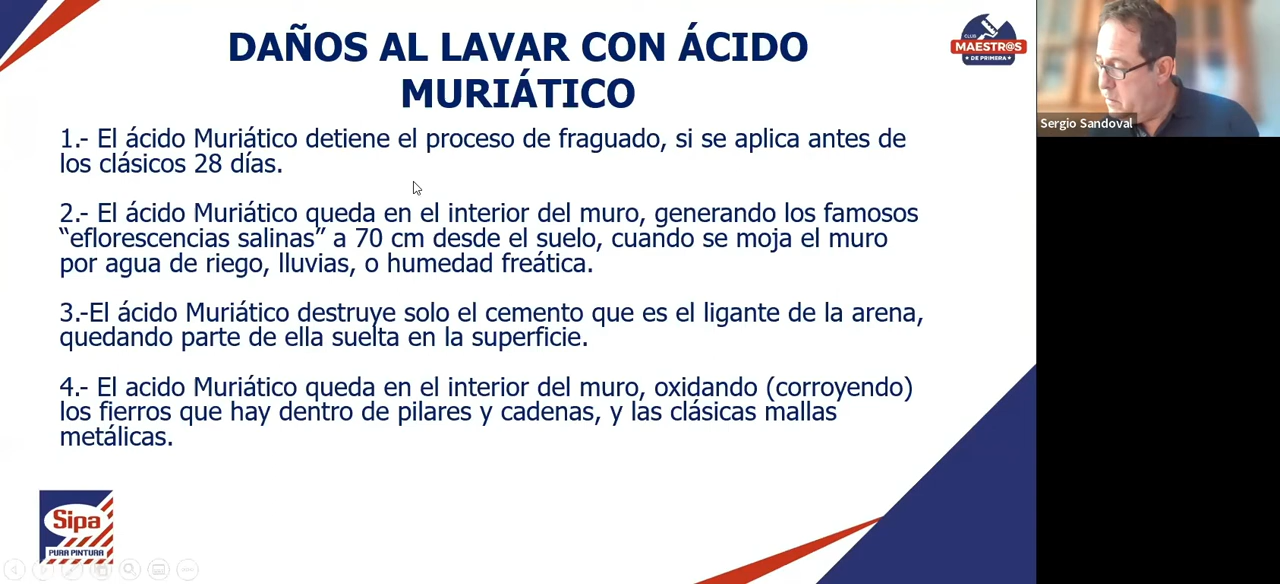 DAÑOS AL LAVAR CON ÁCIDO
MURIÁTICO
CLUB
MAESTR@S
DE PRIMERA
Sergio Sandoval
1.- El ácido Muriático detiene el proceso de fraguado, si se aplica antes de
los clásicos 28 días.
2.- El ácido Muriático queda en el interior del muro, generando los famosos
“eflorescencias salinas” a 70 cm desde el suelo, cuando se moja el muro
por agua de riego, lluvias, o humedad freática.
3.-El ácido Muriático destruye solo el cemento que es el ligante de la arena,
quedando parte de ella suelta en la superficie.
4.- El acido Muriático queda en el interior del muro, oxidando (corroyendo)
los fierros que hay dentro de pilares y cadenas, y las clásicas mallas
metálicas.
Sipa
PURA PINTURA